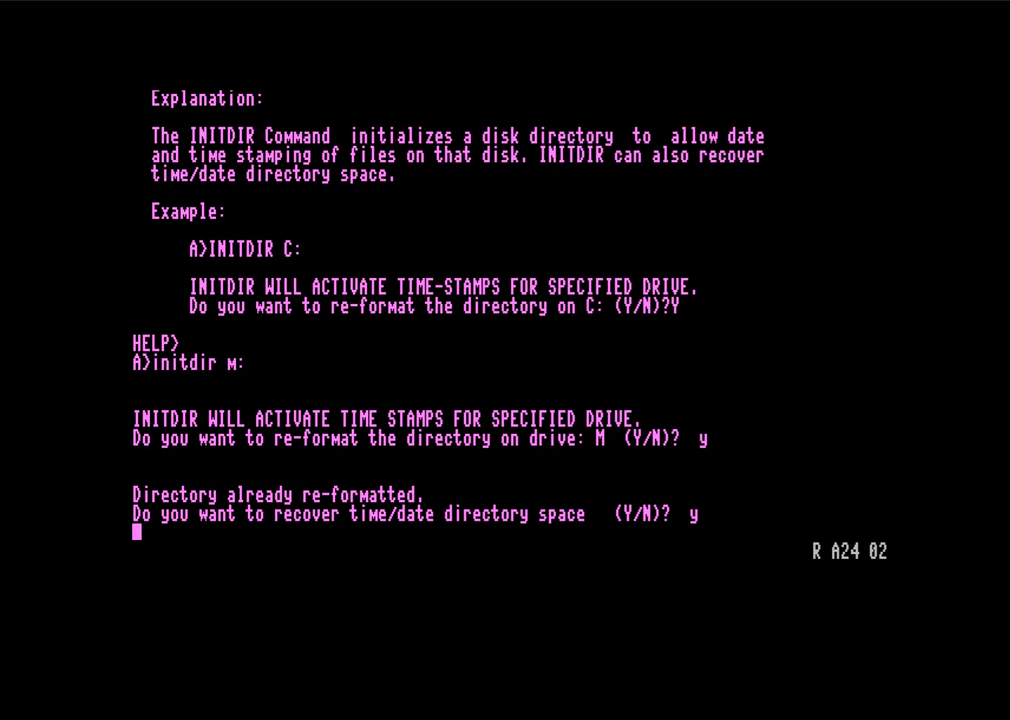 Explanation:
The INITDIR Command  initializes a disk directory  to  allow date
and time stamping of files on that disk. INITDIR can also recover
time/date directory space.
Example:
A>INITDIR C:
INITDIR WILL ACTIVATE TIME-STAMPS FOR SPECIFIED DRIVE.
Do you want to re-format the directory on C: (Y/N)?Y
HELP>
A>initdir m:
INITDIR WILL ACTIVATE TIME STAMPS FOR SPECIFIED DRIVE.
Do you want to re-format the directory on drive: M  (Y/N)?  y
Directory already re-formatted.
Do you want to recover time/date directory space   (Y/N)?  y
R A24 02